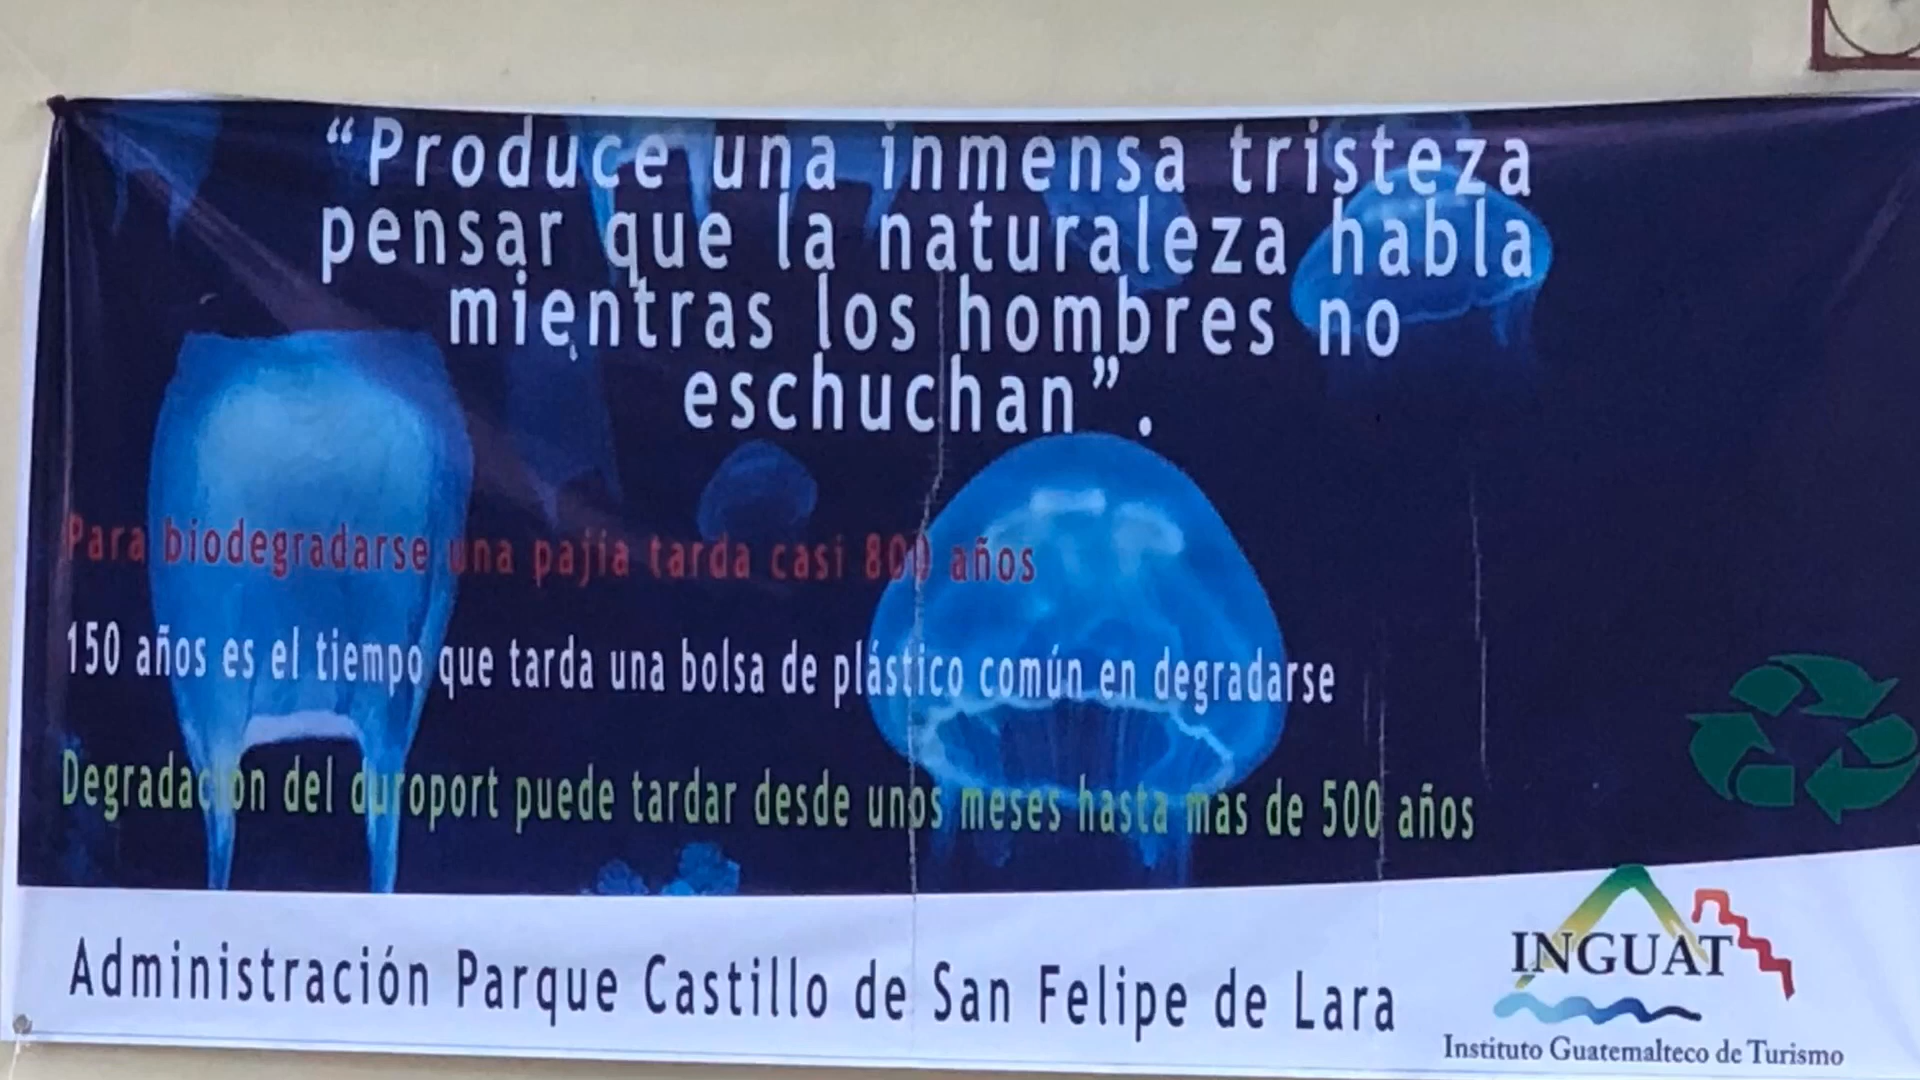 “Produce una inmensa tristeza
pensar que la naturaleza habla
mientras los hombres no
eschuchan”.
Para biodegradarse una pajia tarda casi 800 años
150 años es el tiempo que tarda una bolsa de plástico común en degradarse
Degradación del duroport puede tardar desde unos meses hasta mas de 500 años
Administración Parque Castillo de San Felipe de Lara
INGUAT
Instituto Guatemalteco de Turismo